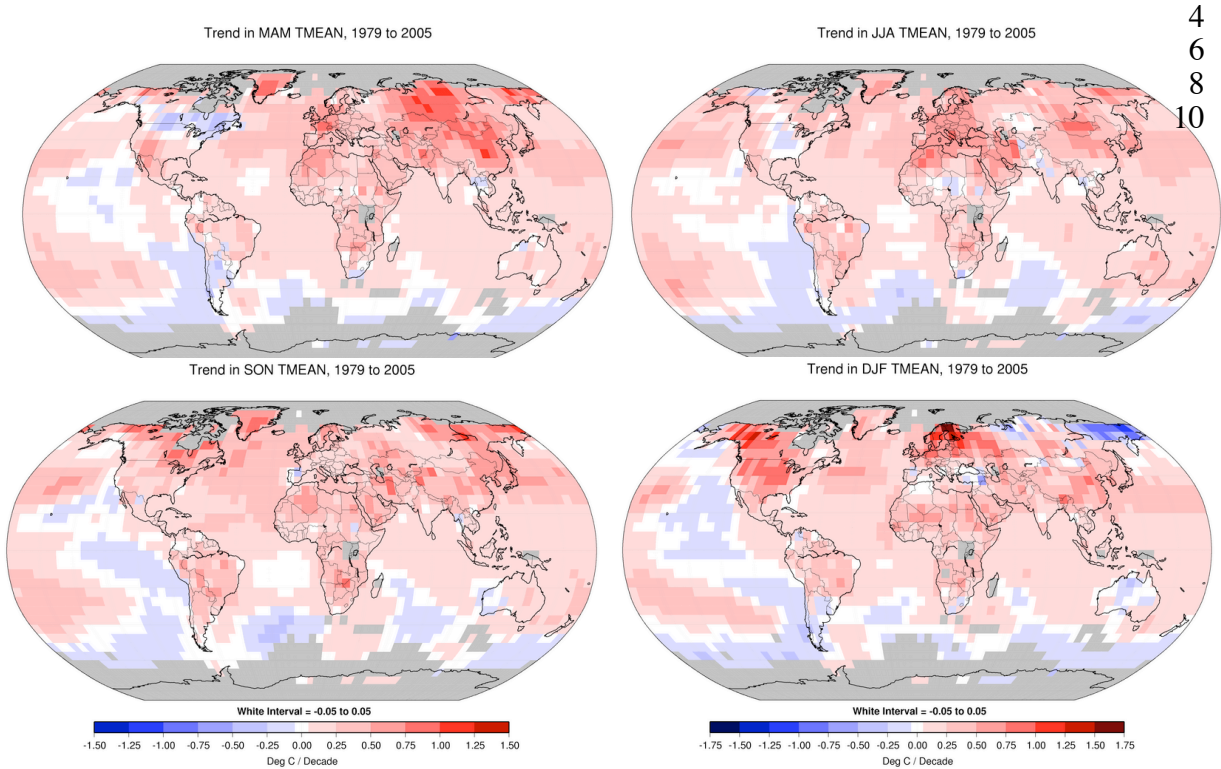 4
6
8
10
Trend in MAM TMEAN, 1979 to 2005
Trend in JJA TMEAN, 1979 to 2005
Trend in SON TMEAN, 1979 to 2005
Trend in DJF TMEAN, 1979 to 2005
White Interval = -0.05 to 0.05
-1.50 -1.25 -1.00 -0.75 -0.50 -0.25 0.00 0.25 0.50 0.75 1.00 1.25 1.50
Deg C / Decade
White Interval = -0.05 to 0.05
-1.75 -1.50 -1.25 -1.00 -0.75 -0.50 -0.25 0.00 0.25 0.50 0.75 1.00 1.25 1.50 1.75
Deg C / Decade